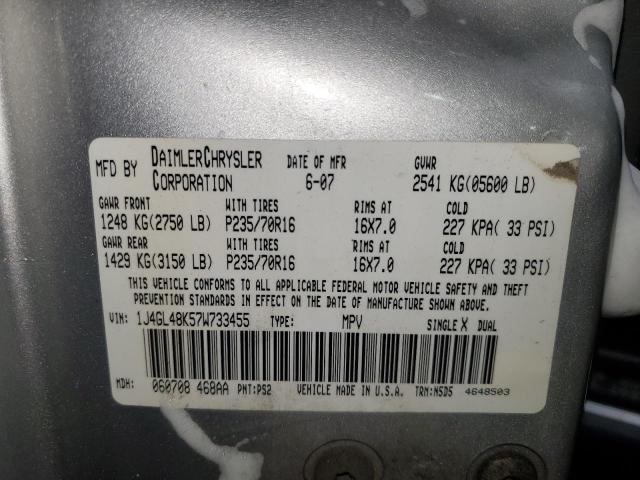 MFD BY DAIMLERCHRYSLER CORPORATION DATE OF MFR 6-07 GVWR 2541 KG(05600 LB)
GAWR FRONT WITH TIRES RIMS AT COLD
1248 KG(2750 LB) P235/70R16 16X7.0 227 KPA( 33 PSI)
GAWR REAR WITH TIRES RIMS AT COLD
1429 KG(3150 LB) P235/70R16 16X7.0 227 KPA( 33 PSI)
THIS VEHICLE CONFORMS TO ALL APPLICABLE FEDERAL MOTOR VEHICLE SAFETY AND THEFT
PREVENTION STANDARDS IN EFFECT ON THE DATE OF MANUFACTURE SHOWN ABOVE.
VIN: 1J4GL48K57W733455 TYPE: MPV SINGLE X DUAL
MDH: 060708 468AA PNT:PS2 VEHICLE MADE IN U.S.A. TRN:NSDS 4648503